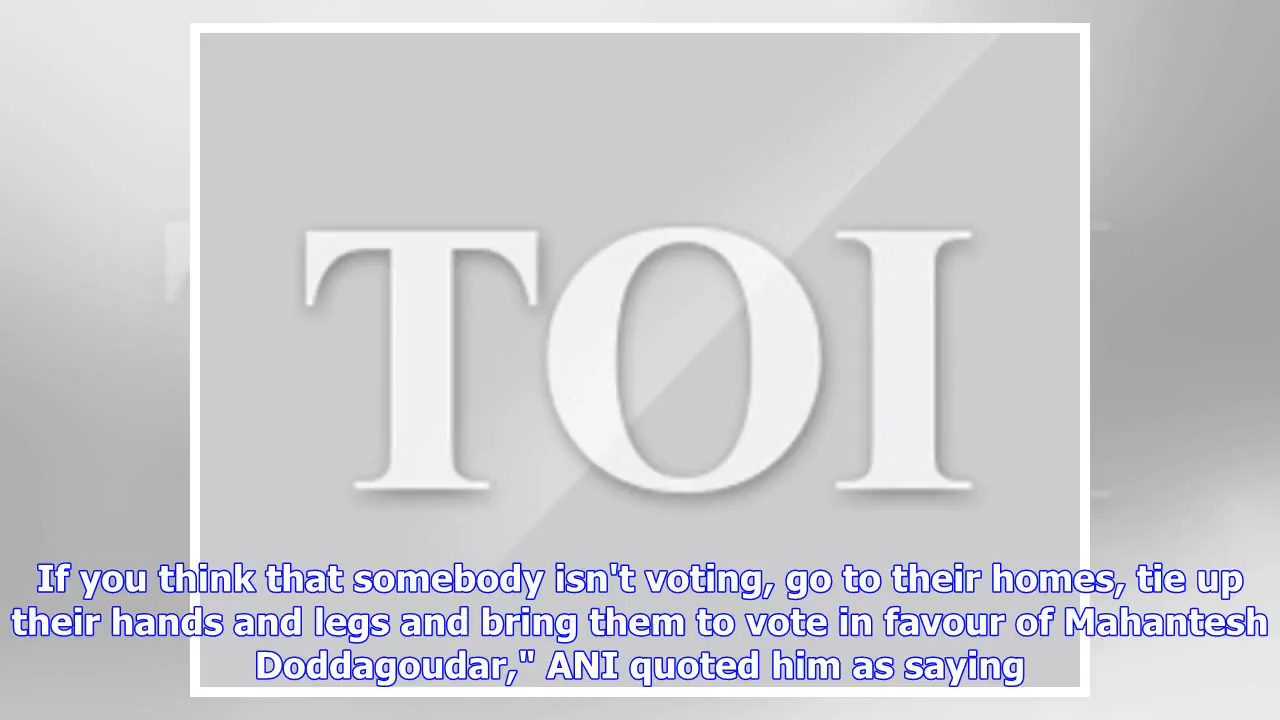 TOI
If you think that somebody isn't voting, go to their homes, tie up
their hands and legs and bring them to vote in favour of Mahantesh
Doddagoudar," ANI quoted him as saying